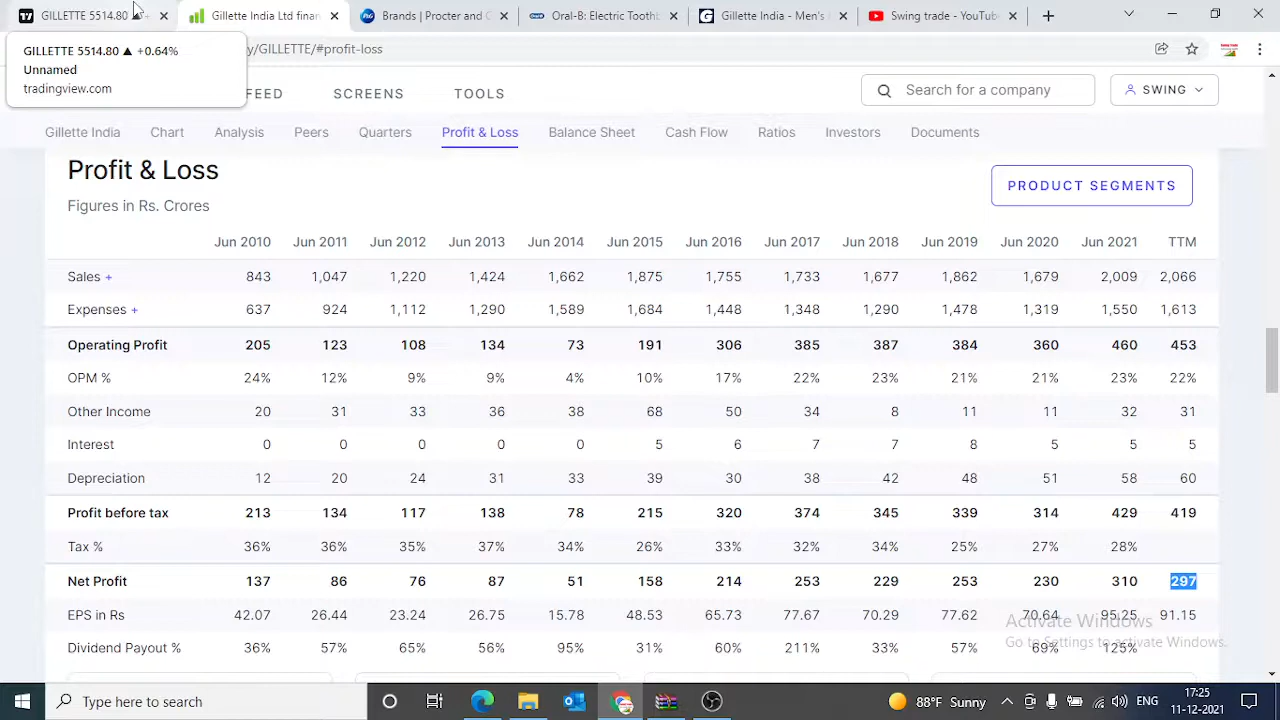 GILLETTE 5514.80
Gillette India Ltd finan
Brands | Procter and C
Oral-B: Electric Tooth
Gillette India - Men's
Swing trade - YouTub
GILLETTE 5514.80 ▲ +0.64%
Unnamed
tradingview.com
y/GILLETTE/#profit-loss
FEED SCREENS TOOLS
Search for a company
SWING
Gillette India Chart Analysis Peers Quarters Profit & Loss Balance Sheet Cash Flow Ratios Investors Documents
Profit & Loss
PRODUCT SEGMENTS
Figures in Rs. Crores
Jun 2010 Jun 2011 Jun 2012 Jun 2013 Jun 2014 Jun 2015 Jun 2016 Jun 2017 Jun 2018 Jun 2019 Jun 2020 Jun 2021 TTM
Sales + 843 1,047 1,220 1,424 1,662 1,875 1,755 1,733 1,677 1,862 1,679 2,009 2,066
Expenses + 637 924 1,112 1,290 1,589 1,684 1,448 1,348 1,290 1,478 1,319 1,550 1,613
Operating Profit 205 123 108 134 73 191 306 385 387 384 360 460 453
OPM % 24% 12% 9% 9% 4% 10% 17% 22% 23% 21% 21% 23% 22%
Other Income 20 31 33 36 38 68 50 34 8 11 11 32 31
Interest 0 0 0 0 0 5 6 7 7 8 5 5 5
Depreciation 12 20 24 31 33 39 30 38 42 48 51 58 60
Profit before tax 213 134 117 138 78 215 320 374 345 339 314 429 419
Tax % 36% 36% 35% 37% 34% 26% 33% 32% 34% 25% 27% 28%
Net Profit 137 86 76 87 51 158 214 253 229 253 230 310 297
EPS in Rs 42.07 26.44 23.24 26.75 15.78 48.53 65.73 77.67 70.29 77.62 70.64 95.25 91.15
Dividend Payout % 36% 57% 65% 56% 95% 31% 60% 211% 33% 57% 69% 125%
Activate Windows
Go to Settings to activate Windows.
Type here to search
88°F Sunny
ENG
17:25
11-12-2021